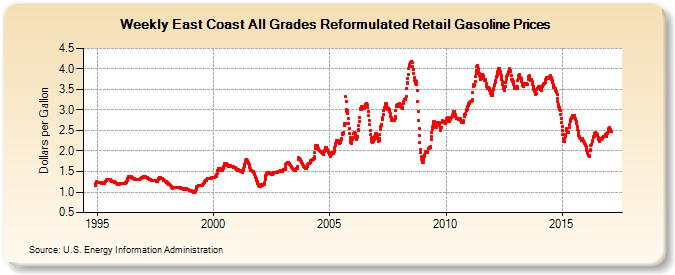 Weekly East Coast All Grades Reformulated Retail Gasoline Prices
Dollars per Gallon
4.5
4.0
3.5
3.0
2.5
2.0
1.5
1.0
0.5
1995 2000 2005 2010 2015
Source: U.S. Energy Information Administration